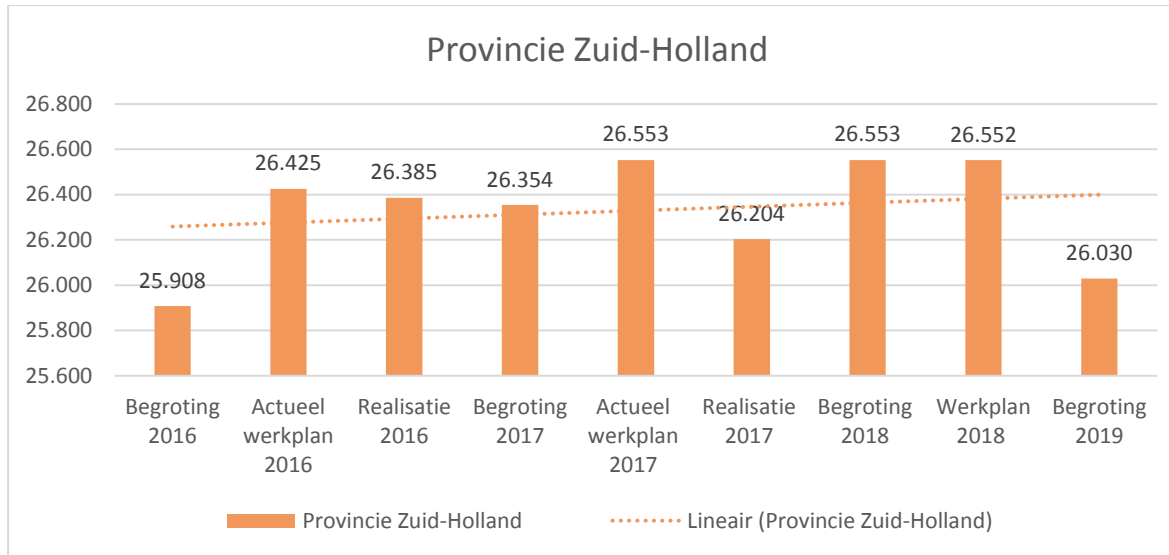 Provincie Zuid-Holland
26.800
26.600
26.400
26.200
26.000
25.800
25.600
25.908
26.425
26.385
26.354
26.553
26.204
26.553
26.552
26.030
Begroting
2016
Actueel
werkplan
2016
Realisatie
2016
Begroting
2017
Actueel
werkplan
2017
Realisatie
2017
Begroting
2018
Werkplan
2018
Begroting
2019
Provincie Zuid-Holland
Lineair (Provincie Zuid-Holland)